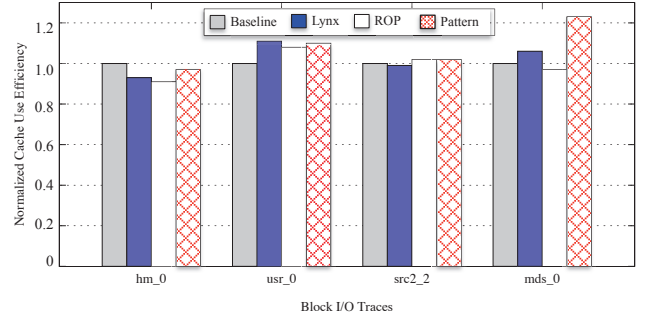 Baseline Lynx ROP Pattern
Normalized Cache Use Efficiency
1.2
1.0
0.8
0.6
0.4
0.2
0
hm_0 usr_0 src2_2 mds_0
Block I/O Traces